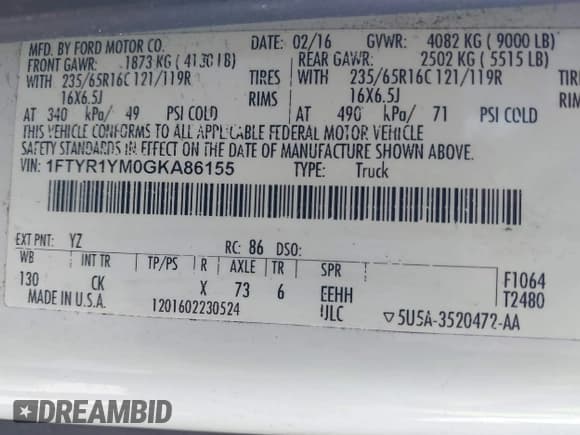 MFD. BY FORD MOTOR CO. DATE: 02/16 GVWR: 4082 KG ( 9000 LB)
FRONT GAWR: 1873 KG ( 4130 LB) REAR GAWR: 2502 KG ( 5515 LB)
WITH 235/65R16C 121/119R TIRES WITH 235/65R16C 121/119R TIRES
16X6.5J RIMS 16X6.5J RIMS
AT 340 kPa/ 49 PSI COLD AT 490 kPa/ 71 PSI COLD
THIS VEHICLE CONFORMS TO ALL APPLICABLE FEDERAL MOTOR VEHICLE
SAFETY STANDARDS IN EFFECT ON THE DATE OF MANUFACTURE SHOWN ABOVE.
VIN: 1FTYR1YM0GKA86155 TYPE: Truck
EXT PNT: YZ RC: 86 DSO:
WB INT TR TP/PS R AXLE TR SPR
130 CK X 73 6 EEHH F1064
MADE IN U.S.A. 1201602230524 IJLC T2480
▽5U5A-3520472-AA
DREAMBID